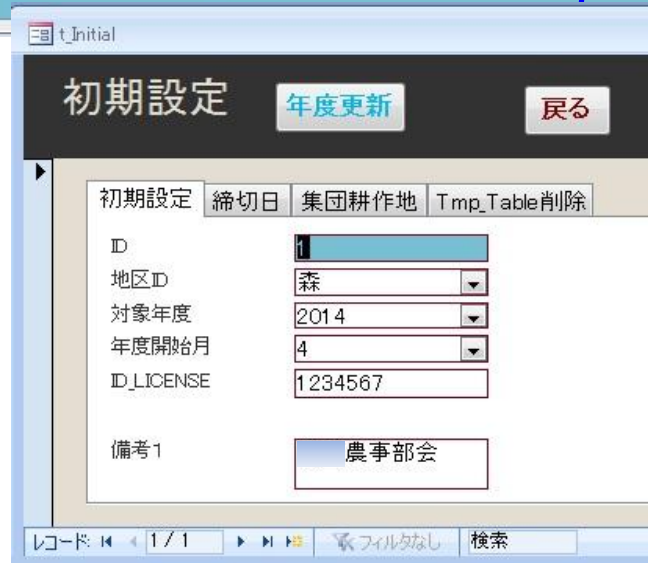 t_Initial
初期設定 年度更新 戻る
初期設定 締切日 集団耕作地 Tmp_Table削除
ID 1
地区ID 森
対象年度 2014
年度開始月 4
ID_LICENSE 1234567
備考1 農事部会
レコード: 1 / 1 フィルタなし 検索